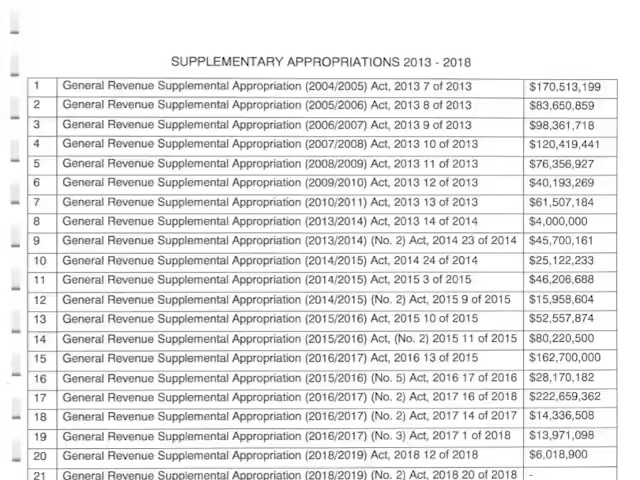 SUPPLEMENTARY APPROPRIATIONS 2013 - 2018
1 General Revenue Supplemental Appropriation (2004/2005) Act, 2013 7 of 2013 $170,513,199
2 General Revenue Supplemental Appropriation (2005/2006) Act, 2013 8 of 2013 $83,650,859
3 General Revenue Supplemental Appropriation (2006/2007) Act, 2013 9 of 2013 $98,361,718
4 General Revenue Supplemental Appropriation (2007/2008) Act, 2013 10 of 2013 $120,419,441
5 General Revenue Supplemental Appropriation (2008/2009) Act, 2013 11 of 2013 $76,356,927
6 General Revenue Supplemental Appropriation (2009/2010) Act, 2013 12 of 2013 $40,193,269
7 General Revenue Supplemental Appropriation (2010/2011) Act, 2013 13 of 2013 $61,507,184
8 General Revenue Supplemental Appropriation (2013/2014) Act, 2013 14 of 2014 $4,000,000
9 General Revenue Supplemental Appropriation (2013/2014) (No. 2) Act, 2014 23 of 2014 $45,700,161
10 General Revenue Supplemental Appropriation (2014/2015) Act, 2014 24 of 2014 $25,122,233
11 General Revenue Supplemental Appropriation (2014/2015) Act, 2015 3 of 2015 $46,206,688
12 General Revenue Supplemental Appropriation (2014/2015) (No. 2) Act, 2015 9 of 2015 $15,958,604
13 General Revenue Supplemental Appropriation (2015/2016) Act, 2015 10 of 2015 $52,557,874
14 General Revenue Supplemental Appropriation (2015/2016) Act, (No. 2) 2015 11 of 2015 $80,220,500
15 General Revenue Supplemental Appropriation (2016/2017) Act, 2016 13 of 2015 $162,700,000
16 General Revenue Supplemental Appropriation (2015/2016) (No. 5) Act, 2016 17 of 2016 $28,170,182
17 General Revenue Supplemental Appropriation (2016/2017) (No. 2) Act, 2017 16 of 2018 $222,659,362
18 General Revenue Supplemental Appropriation (2016/2017) (No. 2) Act, 2017 14 of 2017 $14,336,508
19 General Revenue Supplemental Appropriation (2016/2017) (No. 3) Act, 2017 1 of 2018 $13,971,098
20 General Revenue Supplemental Appropriation (2018/2019) Act, 2018 12 of 2018 $6,018,900
21 General Revenue Supplemental Appropriation (2018/2019) (No. 2) Act, 2018 20 of 2018 -